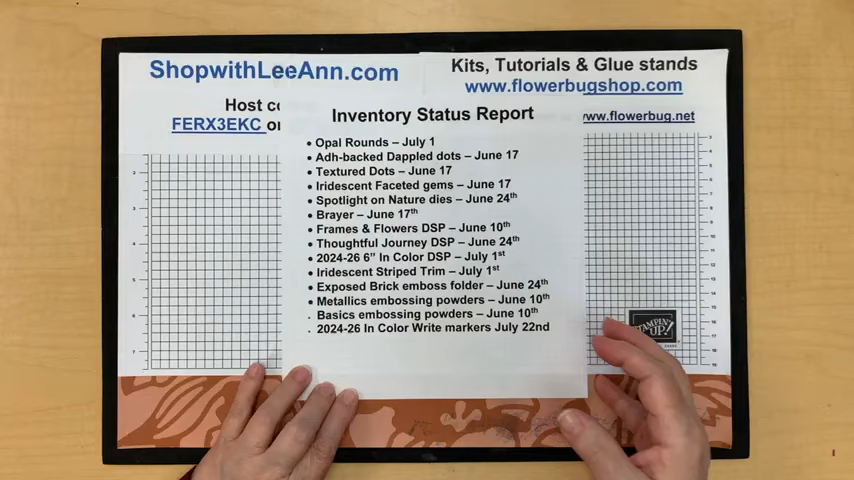 ShopwithLeeAnn.com
Kits, Tutorials & Glue stands
www.flowerbugshop.com
Host
FERX3EKC
www.flowerbug.net
Inventory Status Report
• Opal Rounds – July 1
• Adh-backed Dappled dots – June 17
• Textured Dots – June 17
• Iridescent Faceted gems – June 17
• Spotlight on Nature dies – June 24th
• Brayer – June 17th
• Frames & Flowers DSP – June 10th
• Thoughtful Journey DSP – June 24th
• 2024-26 6” In Color DSP – July 1st
• Iridescent Striped Trim – July 1st
• Exposed Brick emboss folder – June 24th
• Metallics embossing powders – June 10th
. Basics embossing powders – June 10th
. 2024-26 In Color Write markers July 22nd
STAMPIN' UP!